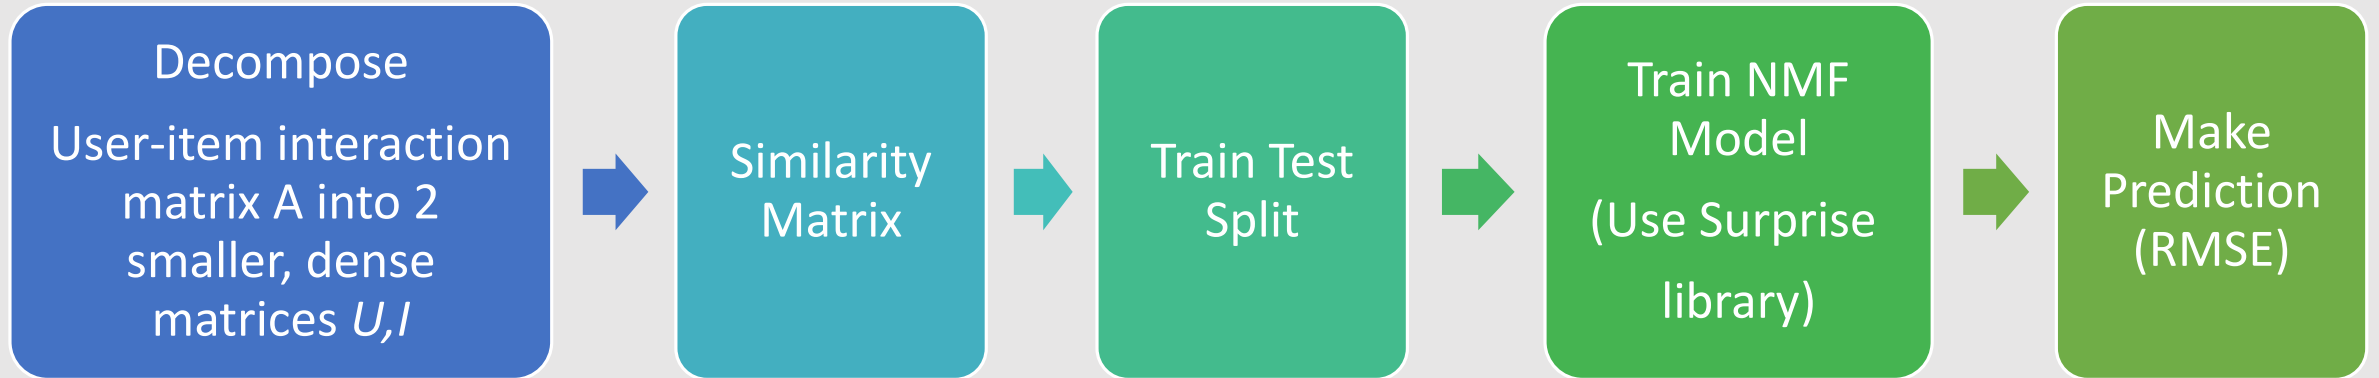 Decompose
User-item interaction
matrix A into 2
smaller, dense
matrices U,I
Similarity
Matrix
Train Test
Split
Train NMF
Model
(Use Surprise
library)
Make
Prediction
(RMSE)